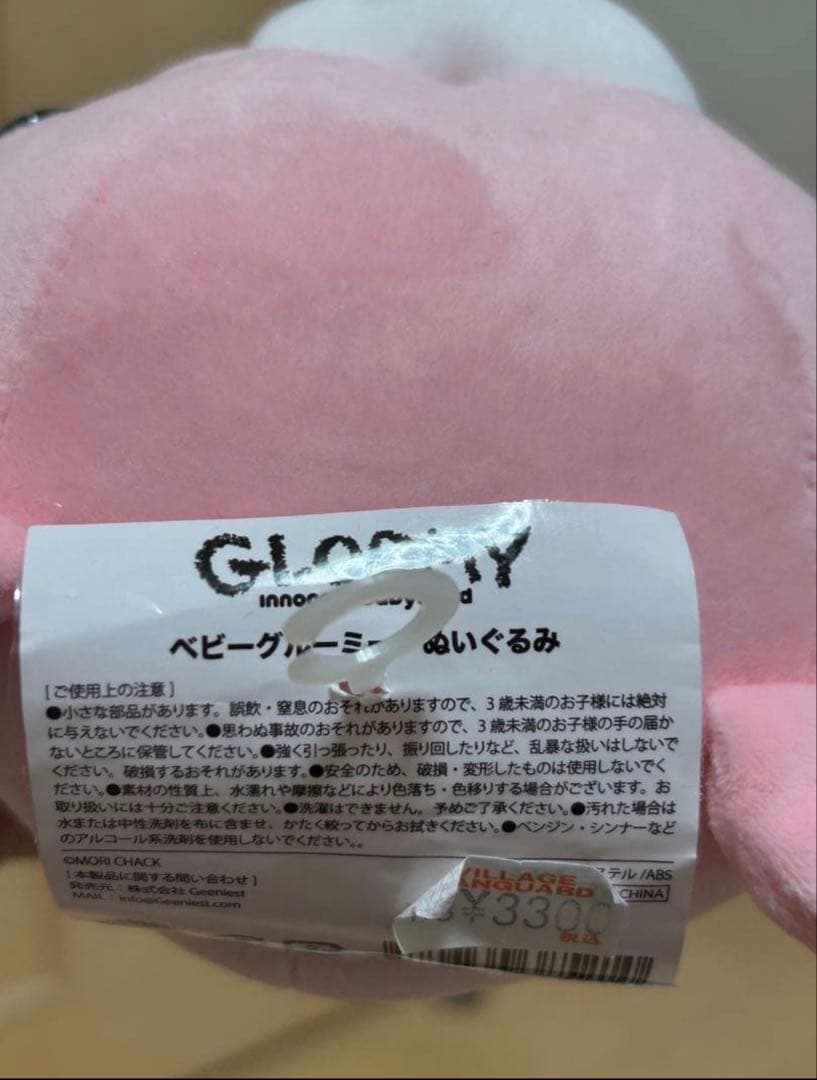 GLOOMY
ベビーグルーミー ぬいぐるみ
[ご使用上の注意]
●小さな部品があります。誤飲・窒息のおそれがありますので、3歳未満のお子様には絶対
に与えないでください。●思わぬ事故のおそれがありますので、3歳未満のお子様の手の届か
ないところに保管してください。●強く引っ張ったり、振り回したりなど、乱暴な扱いはしないで
ください。破損するおそれがあります。●安全のため、破損・変形したものは使用しないでく
ださい。●素材の性質上、水濡れや摩擦などにより色落ち・色移りする場合がございます。お
取り扱いには十分ご注意ください。●洗濯はできません。予めご了承ください。●汚れた場合は
水または中性洗剤を布に含ませ、かたく絞ってからお拭きください。●ベンジン・シンナーなど
のアルコール系洗剤を使用しないでください。。
©MORI CHACK
[本製品に関する問い合わせ]
発売元：株式会社 Geeniest
MAIL：info@Geeniest.com
ステル/ABS
CHINA
VILLAGE
VANGUARD
¥3300
税込